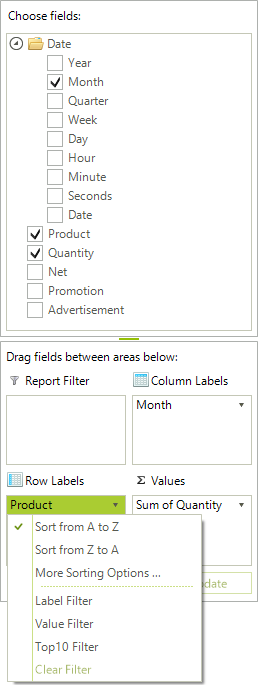 Choose fields:
Date
Year
Month
Quarter
Week
Day
Hour
Minute
Seconds
Date
Product
Quantity
Net
Promotion
Advertisement
Drag fields between areas below:
Report Filter
Column Labels
Month
Row Labels
Σ Values
Product
Sum of Quantity
Sort from A to Z
Sort from Z to A
More Sorting Options ...
Label Filter
Value Filter
Top10 Filter
Clear Filter